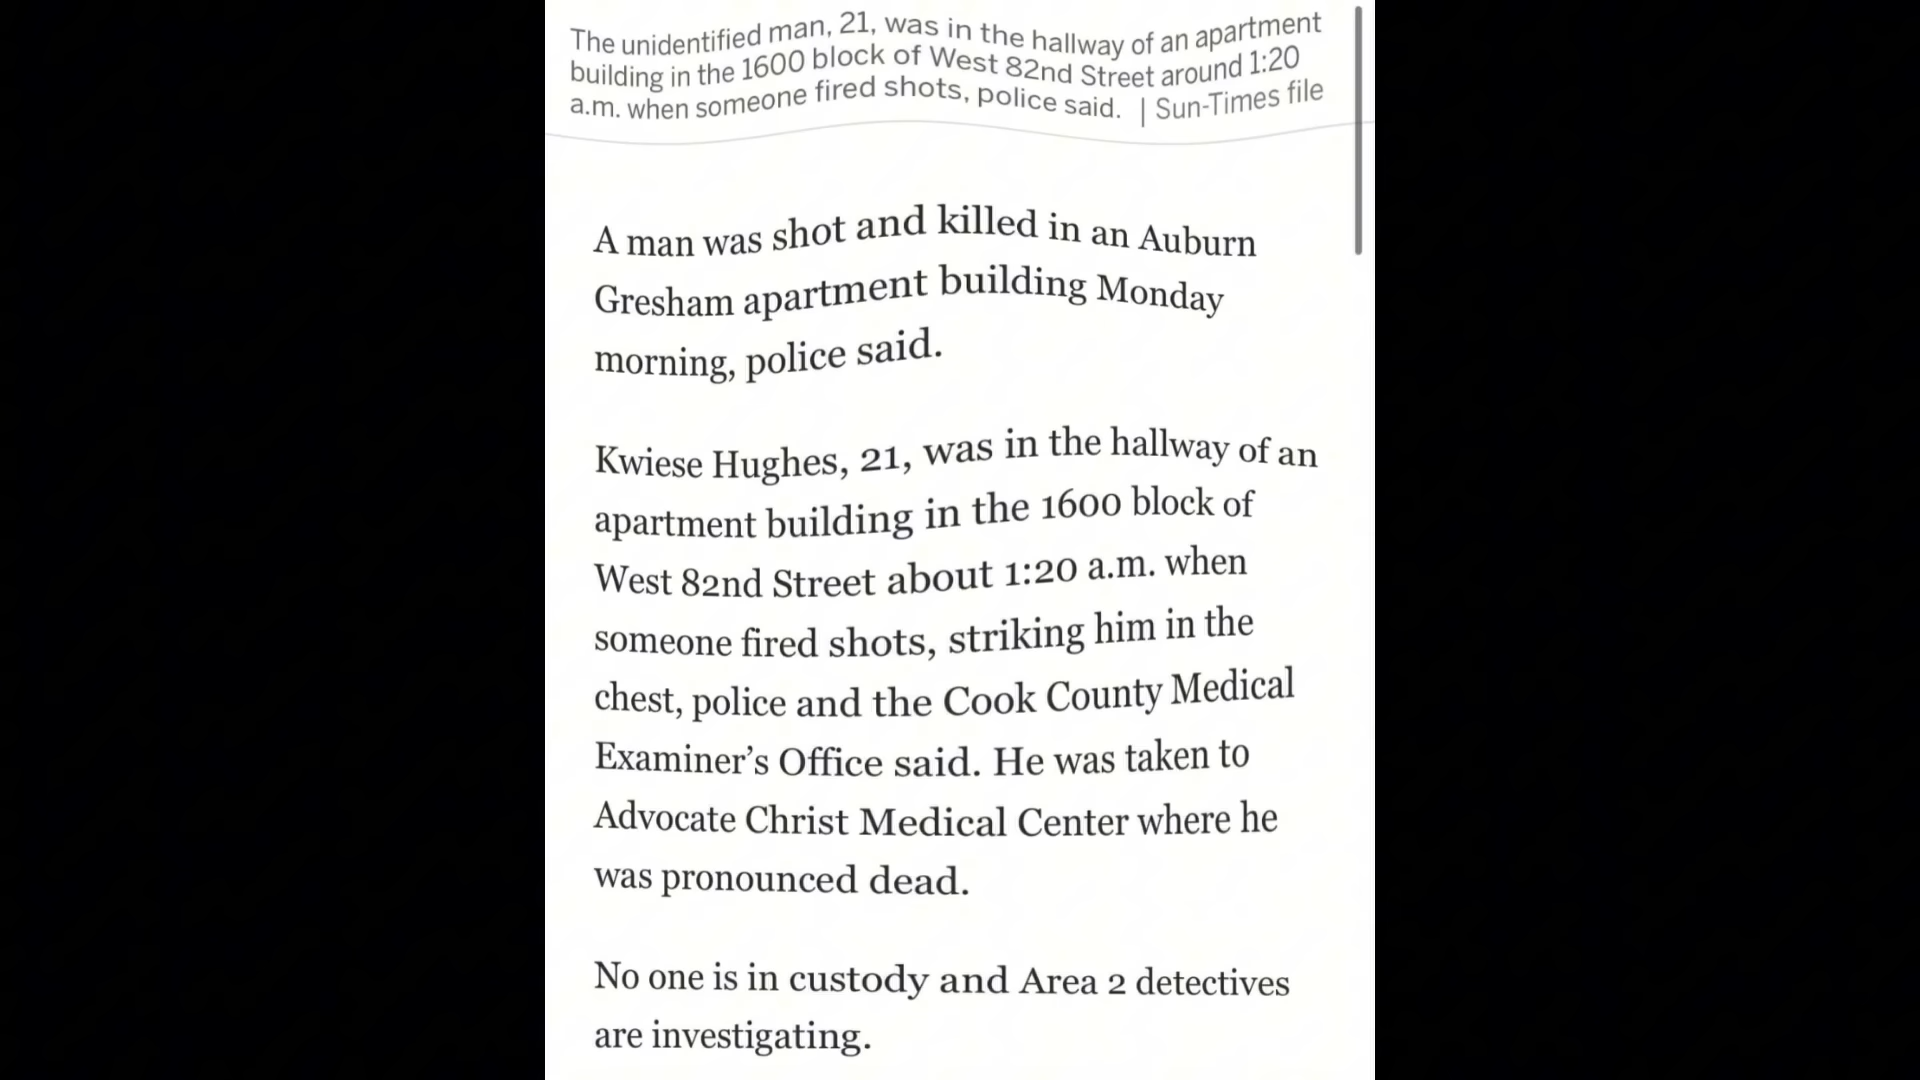 The unidentified man, 21, was in the hallway of an apartment
building in the 1600 block of West 82nd Street around 1:20
a.m. when someone fired shots, police said. | Sun-Times file
A man was shot and killed in an Auburn
Gresham apartment building Monday
morning, police said.
Kwiese Hughes, 21, was in the hallway of an
apartment building in the 1600 block of
West 82nd Street about 1:20 a.m. when
someone fired shots, striking him in the
chest, police and the Cook County Medical
Examiner’s Office said. He was taken to
Advocate Christ Medical Center where he
was pronounced dead.
No one is in custody and Area 2 detectives
are investigating.